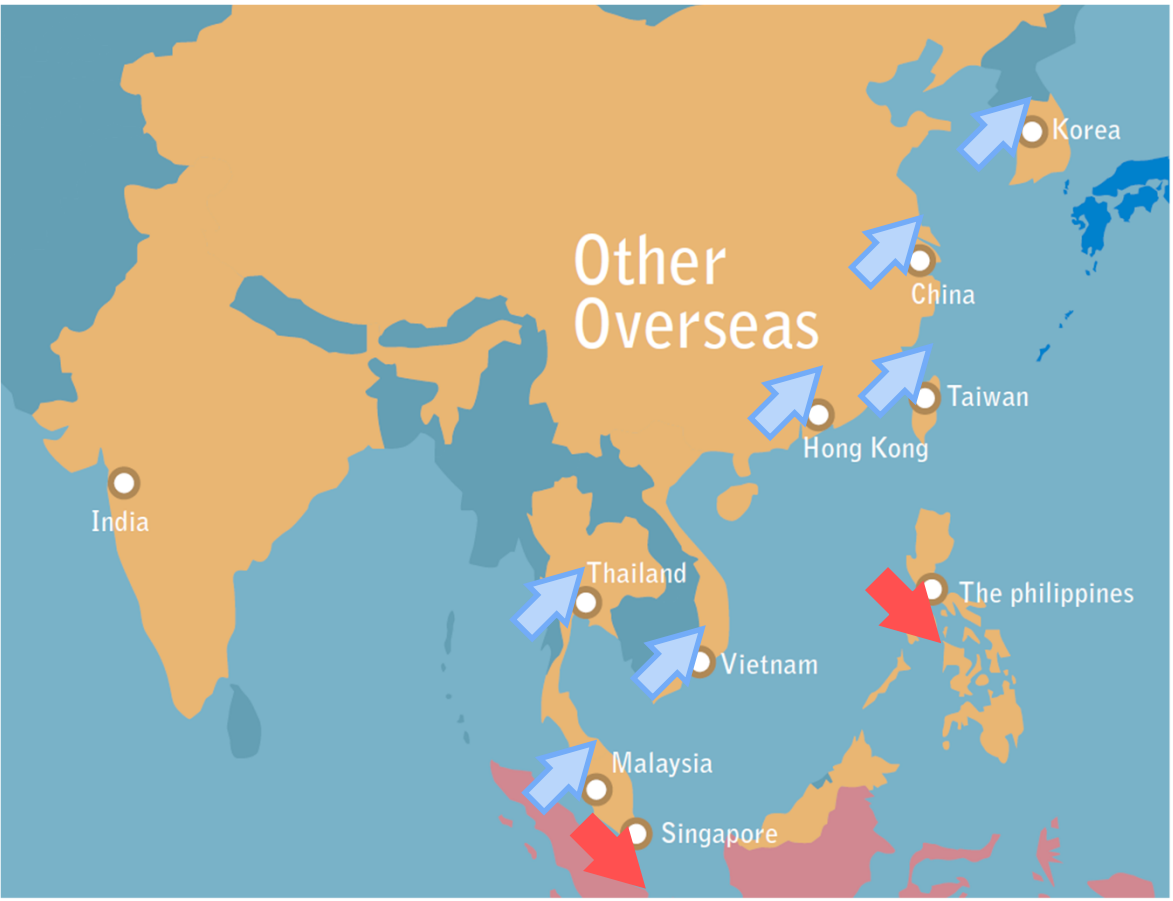 Korea
Other
Overseas
China
Taiwan
Hong Kong
India
Thailand
The philippines
Vietnam
Malaysia
Singapore